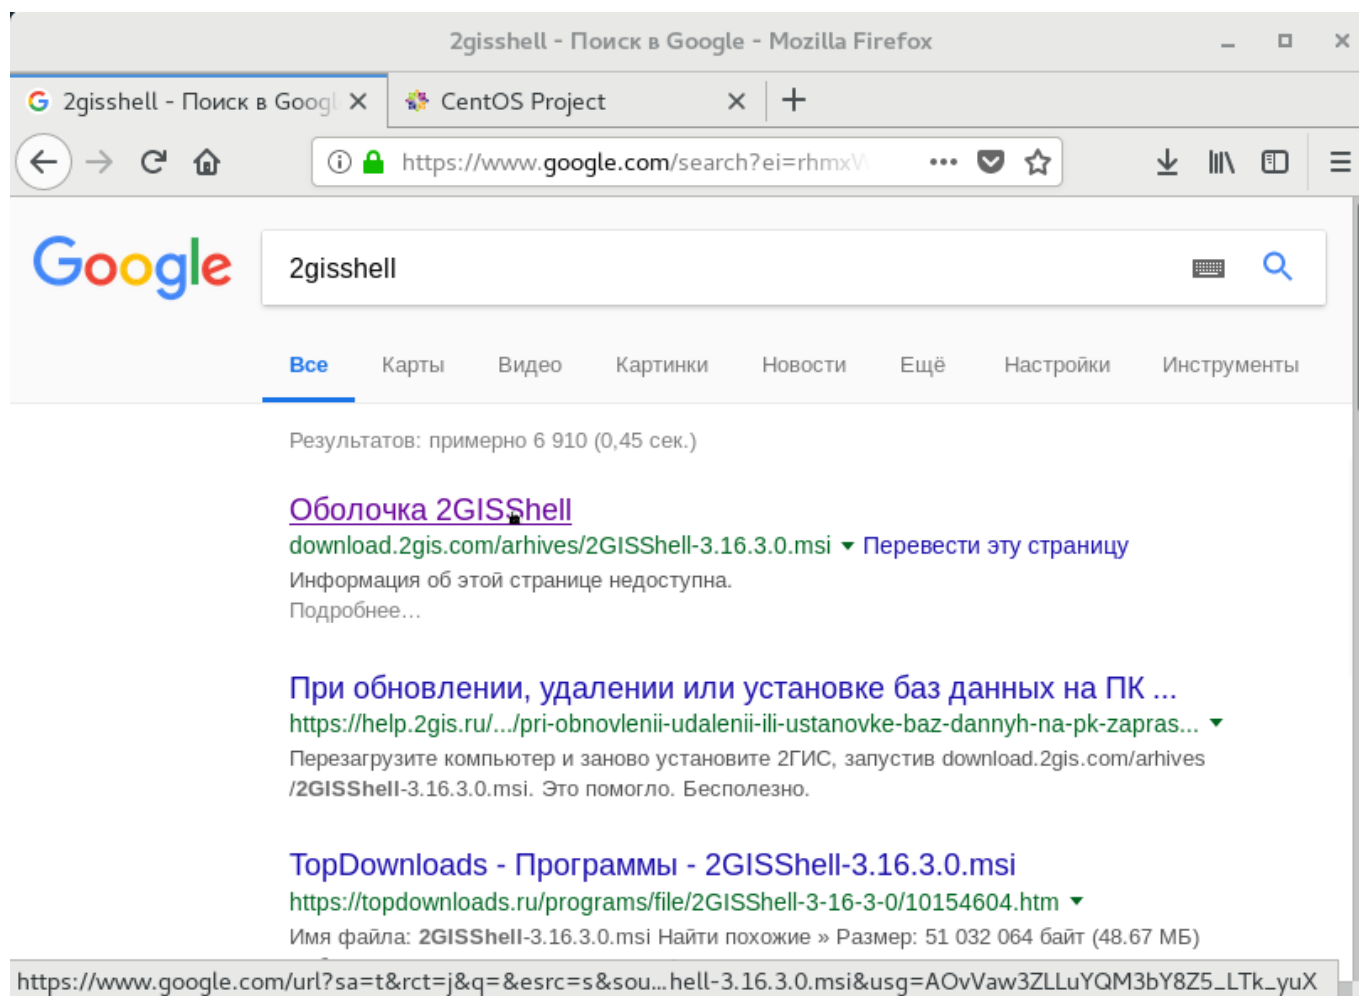 2gisshell - Поиск в Google - Mozilla Firefox
2gisshell - Поиск в Googl CentOS Project
https://www.google.com/search?ei=rhmxV
Google 2gisshell
Все Карты Видео Картинки Новости Ещё Настройки Инструменты
Результатов: примерно 6 910 (0,45 сек.)
Оболочка 2GISShell
download.2gis.com/arhives/2GISShell-3.16.3.0.msi Перевести эту страницу
Информация об этой странице недоступна.
Подробнее...
При обновлении, удалении или установке баз данных на ПК ...
https://help.2gis.ru/.../pri-obnovlenii-udalenii-ili-ustanovke-baz-dannyh-na-pk-zapras...
Перезагрузите компьютер и заново установите 2ГИС, запустив download.2gis.com/arhives
/2GISShell-3.16.3.0.msi. Это помогло. Бесполезно.
TopDownloads - Программы - 2GISShell-3.16.3.0.msi
https://topdownloads.ru/programs/file/2GISShell-3-16-3-0/10154604.htm
Имя файла: 2GISShell-3.16.3.0.msi Найти похожие » Размер: 51 032 064 байт (48.67 МБ)
https://www.google.com/url?sa=t&rct=j&q=&esrc=s&sou...hell-3.16.3.0.msi&usg=AOvVaw3ZLLuYQM3bY8Z5_LTk_yuX